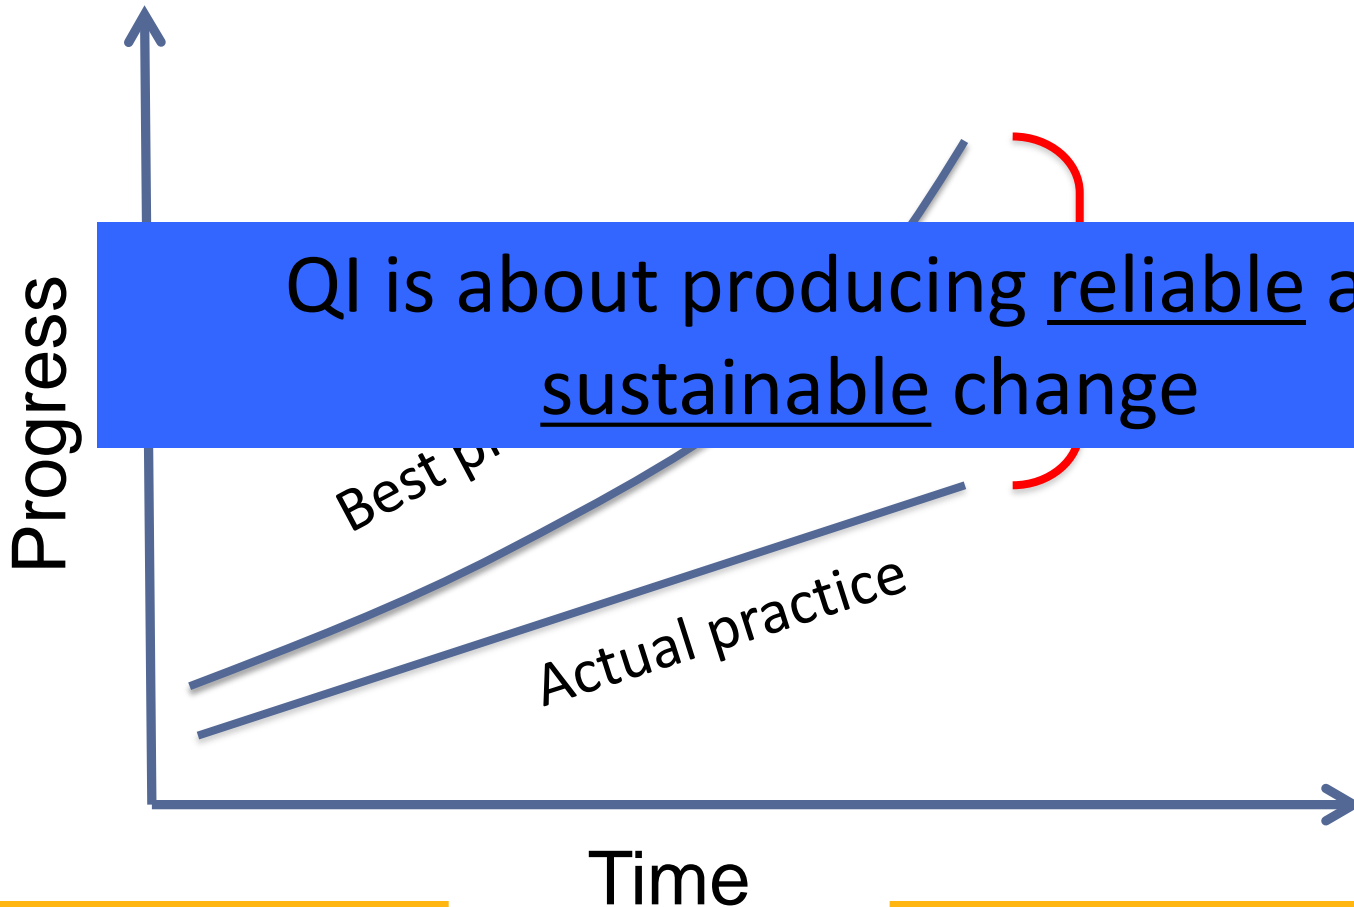 QI is about producing reliable a
sustainable change
Progress
Best p
Actual practice
Time